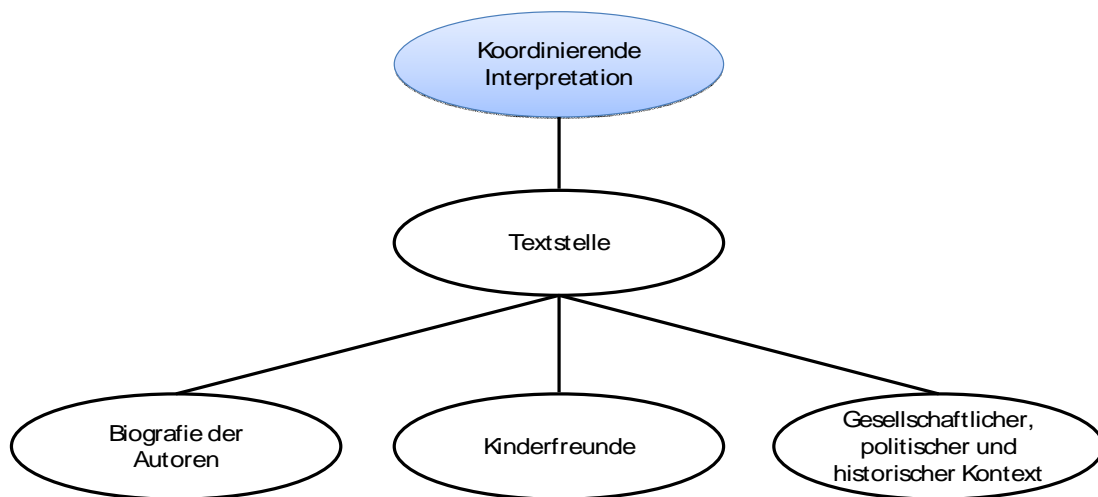 Koordinierende
Interpretation
Textstelle
Biografie der
Autoren
Kinderfreunde
Gesellschaftlicher,
politischer und
historischer Kontext